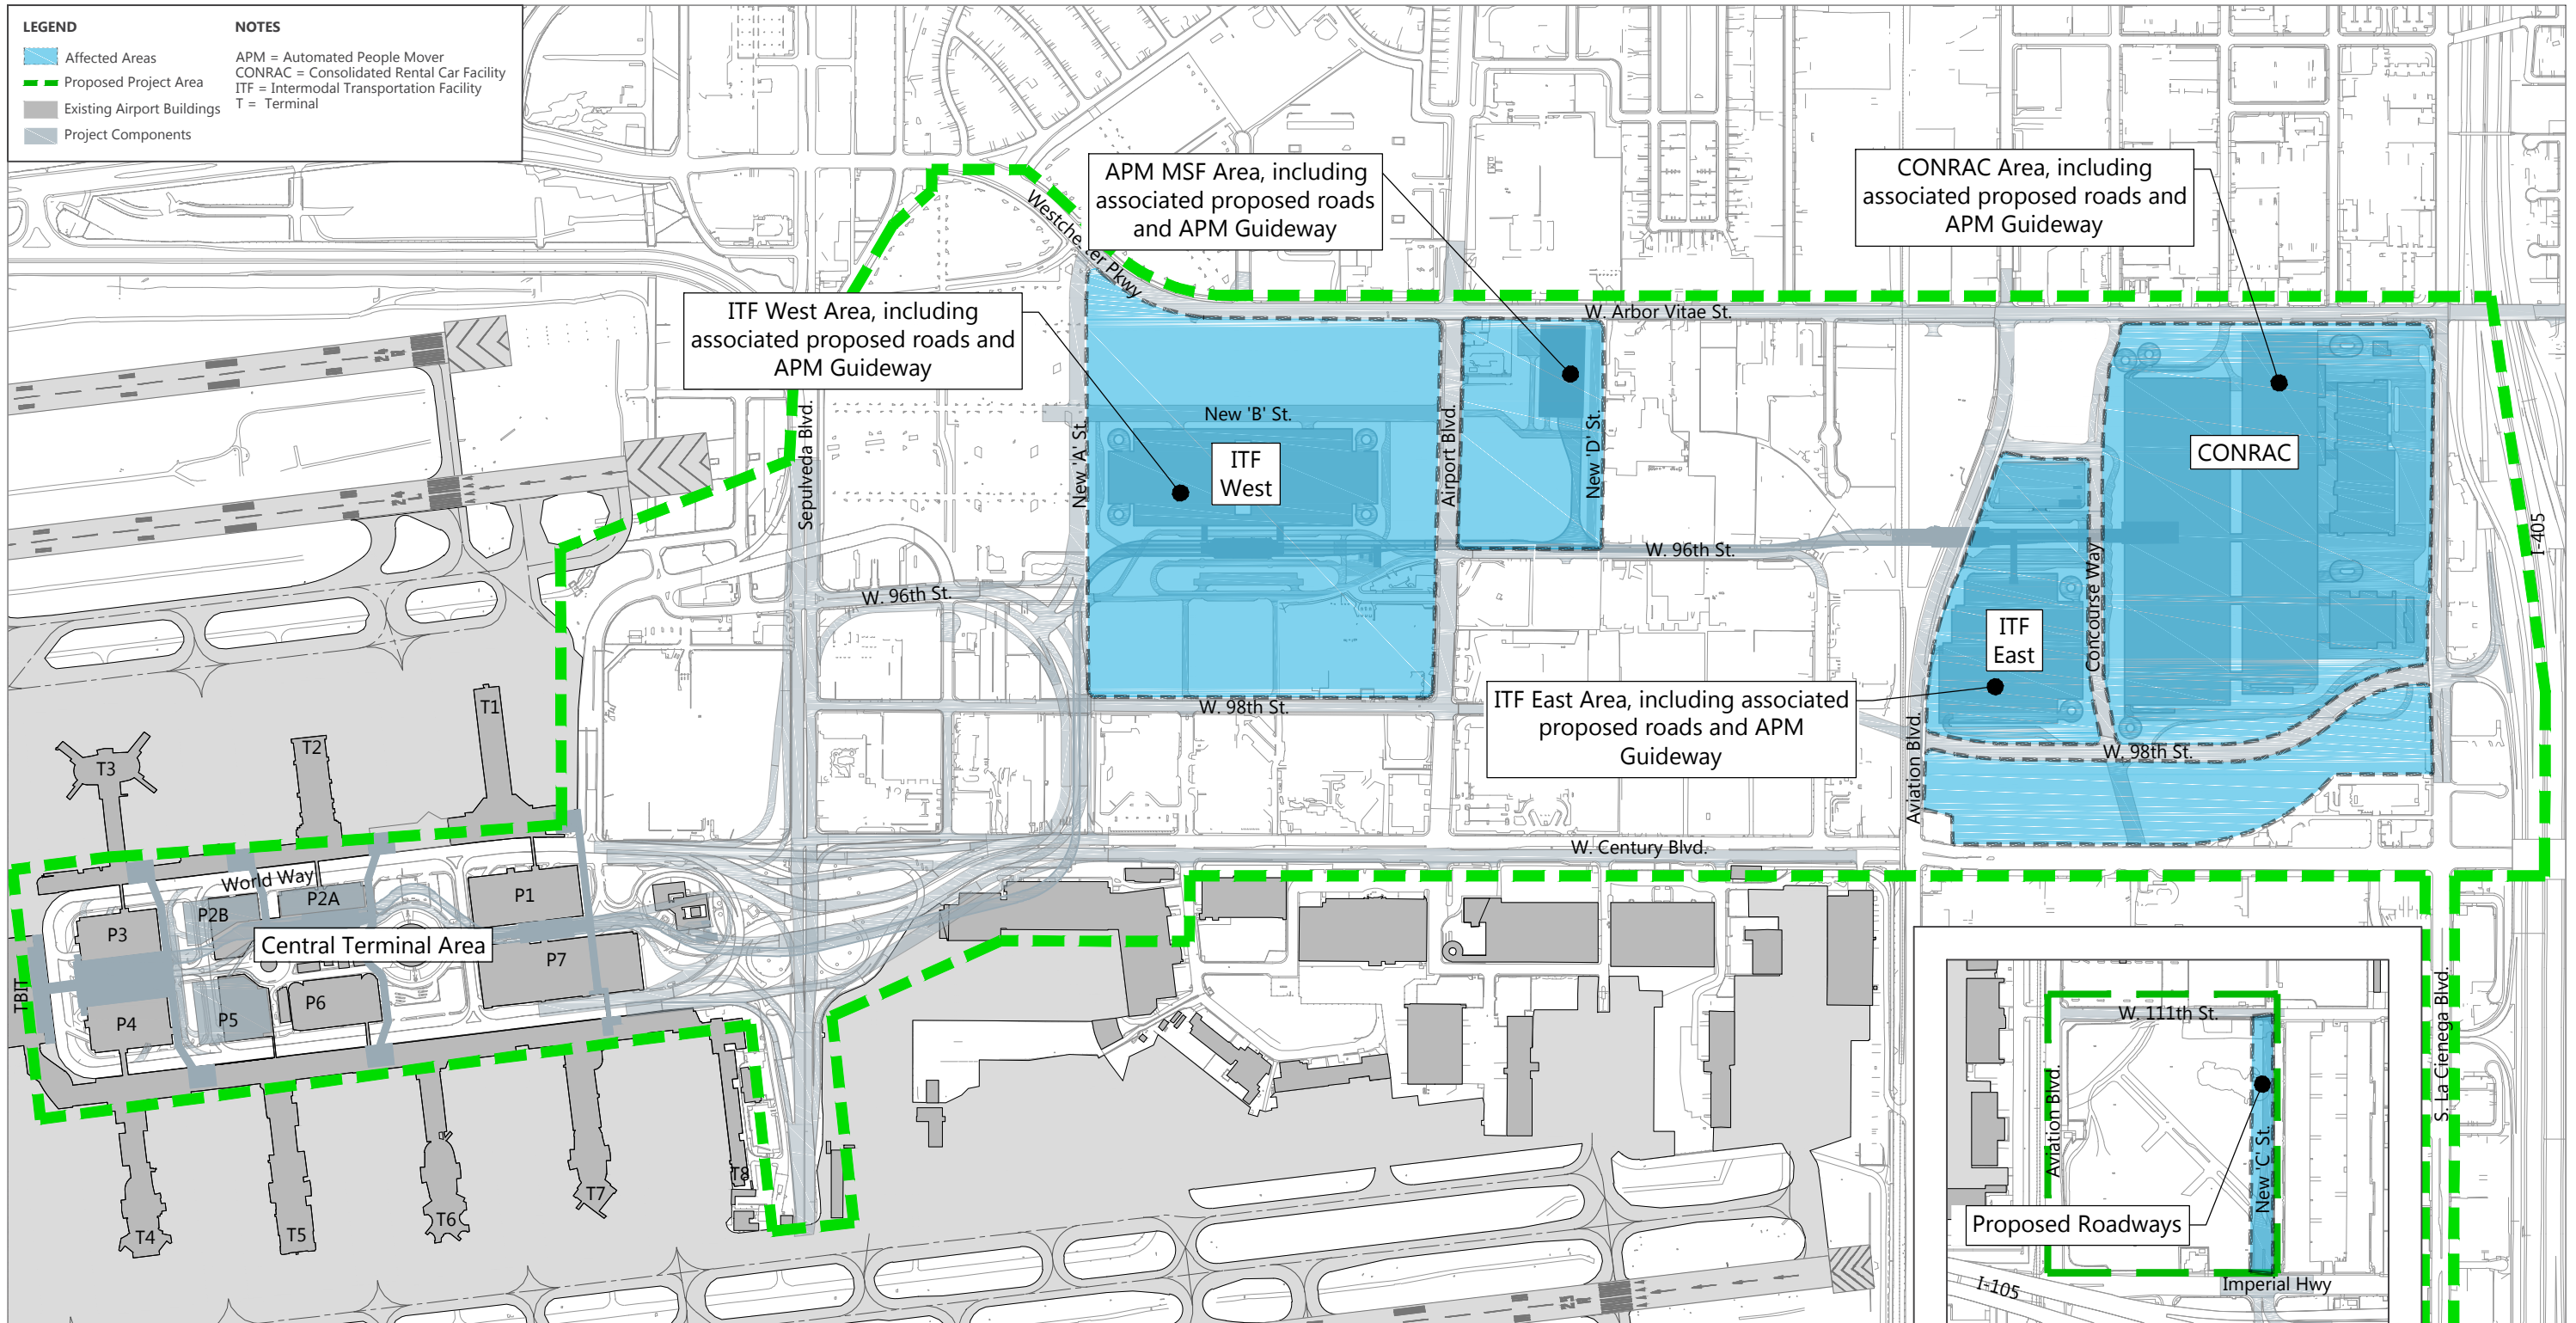 LEGEND
Affected Areas
Proposed Project Area
Existing Airport Buildings
Project Components
NOTES
APM = Automated People Mover
CONRAC = Consolidated Rental Car Facility
ITF = Intermodal Transportation Facility
T = Terminal
APM MSF Area, including
associated proposed roads
and APM Guideway
CONRAC Area, including
associated proposed roads and
APM Guideway
Westchester Pkwy
ITF West Area, including
associated proposed roads and
APM Guideway
W. Arbor Vitae St.
New 'B' St.
ITF
West
CONRAC
Sepulveda Blvd.
New 'A' St.
Airport Blvd.
New 'D' St.
I-405
24
R
24
L
W. 96th St.
W. 96th St.
Concourse Way
ITF
East
ITF East Area, including associated
proposed roads and APM
Guideway
W. 98th St.
W. 98th St.
Aviation Blvd.
T1
T2
T3
W. Century Blvd.
World Way
P1
P2A
P2B
P3
Central Terminal Area
P7
P6
P5
P4
TBIT
T4
T5
T6
T7
T8
S. La Cienega Blvd.
W. 111th St.
Aviation Blvd.
New 'C' St.
Proposed Roadways
Imperial Hwy
I-105